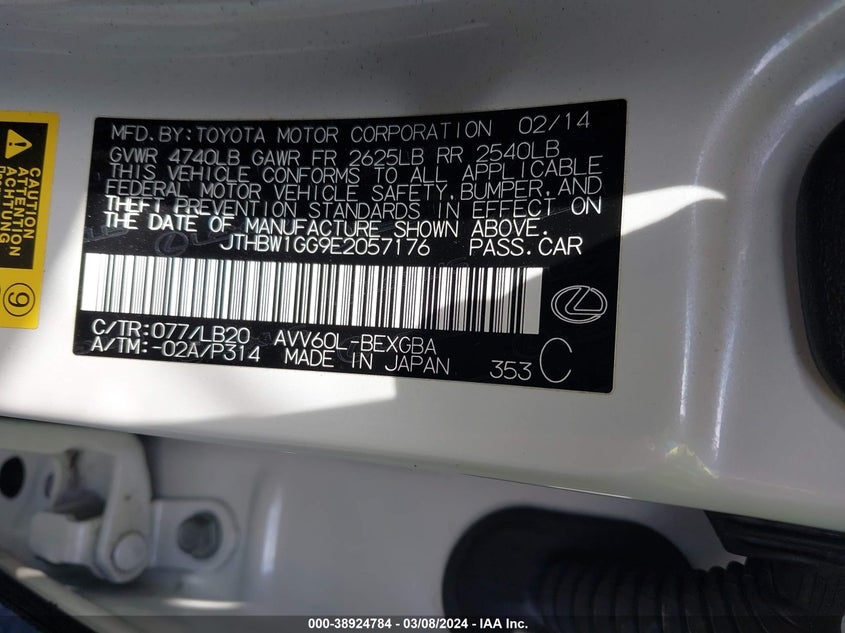 MFD.BY:TOYOTA MOTOR CORPORATION 02/14
GVWR 4740LB GAWR FR 2625LB RR 2540LB
THIS VEHICLE CONFORMS TO ALL APPLICABLE
FEDERAL MOTOR VEHICLE SAFETY,BUMPER,AND
THEFT PREVENTION STANDARDS IN EFFECT ON
THE DATE OF MANUFACTURE SHOWN ABOVE.
JTHBW1GG9E2057176 PASS.CAR
C/TR:077/LB20 AVV60L-BEXGBA
A/TM:-02A/P314 MADE IN JAPAN 353 C
CAUTION
ATTENTION
ACHTUNG
9
000-38924784 - 03/08/2024 - IAA Inc.